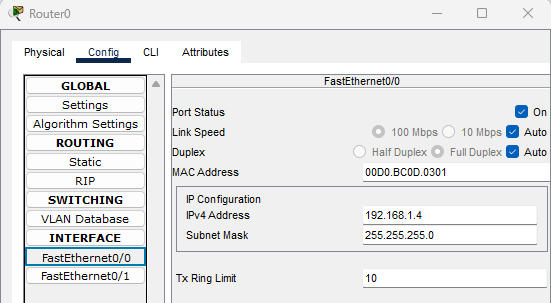 Router0
Physical Config CLI Attributes
GLOBAL
Settings
Algorithm Settings
ROUTING
Static
RIP
SWITCHING
VLAN Database
INTERFACE
FastEthernet0/0
FastEthernet0/1
FastEthernet0/0
Port Status On
Link Speed 100 Mbps 10 Mbps Auto
Duplex Half Duplex Full Duplex Auto
MAC Address 00D0.BC0D.0301
IP Configuration
IPv4 Address 192.168.1.4
Subnet Mask 255.255.255.0
Tx Ring Limit 10